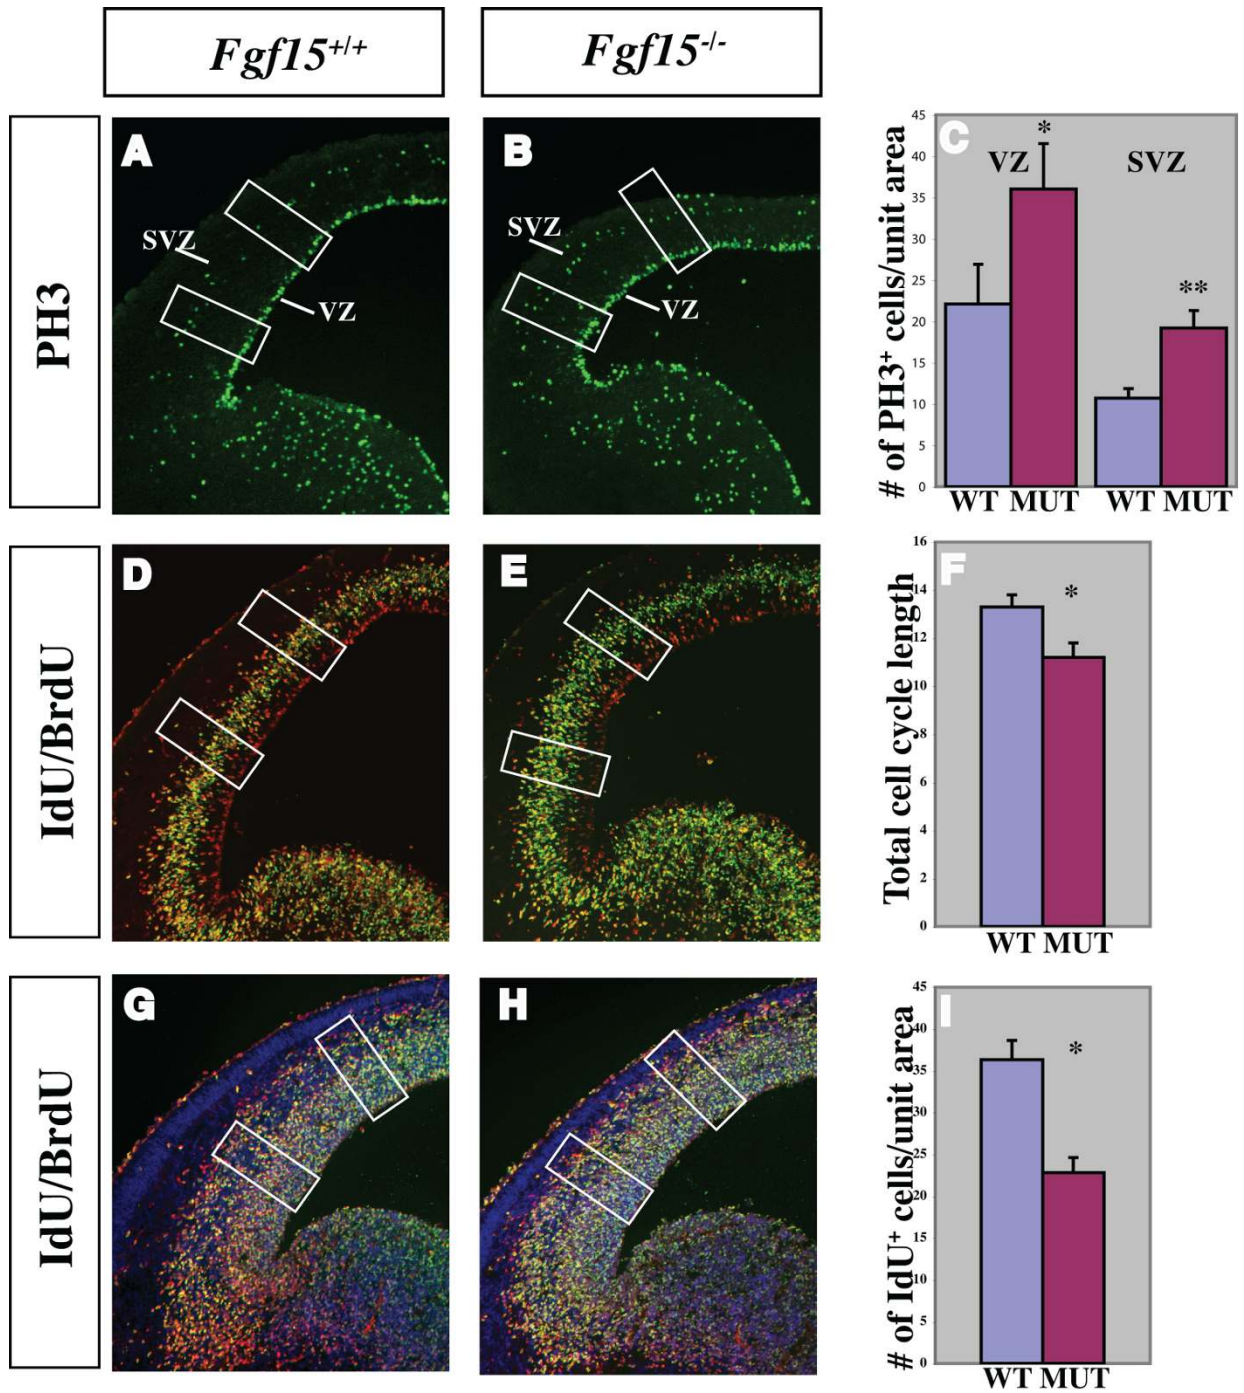 Fgf15+/+
Fgf15-/-
PH3
A
SVZ
VZ
B
SVZ
VZ
C
# of PH3+ cells/unit area
45
40
35
30
25
20
15
10
5
0
VZ
SVZ
*
**
WT MUT
WT MUT
IdU/BrdU
D
E
F
Total cell cycle length
16
14
12
10
8
6
4
2
0
*
WT MUT
IdU/BrdU
G
H
I
# of IdU+ cells/unit area
45
40
35
30
25
20
15
10
5
0
*
WT MUT